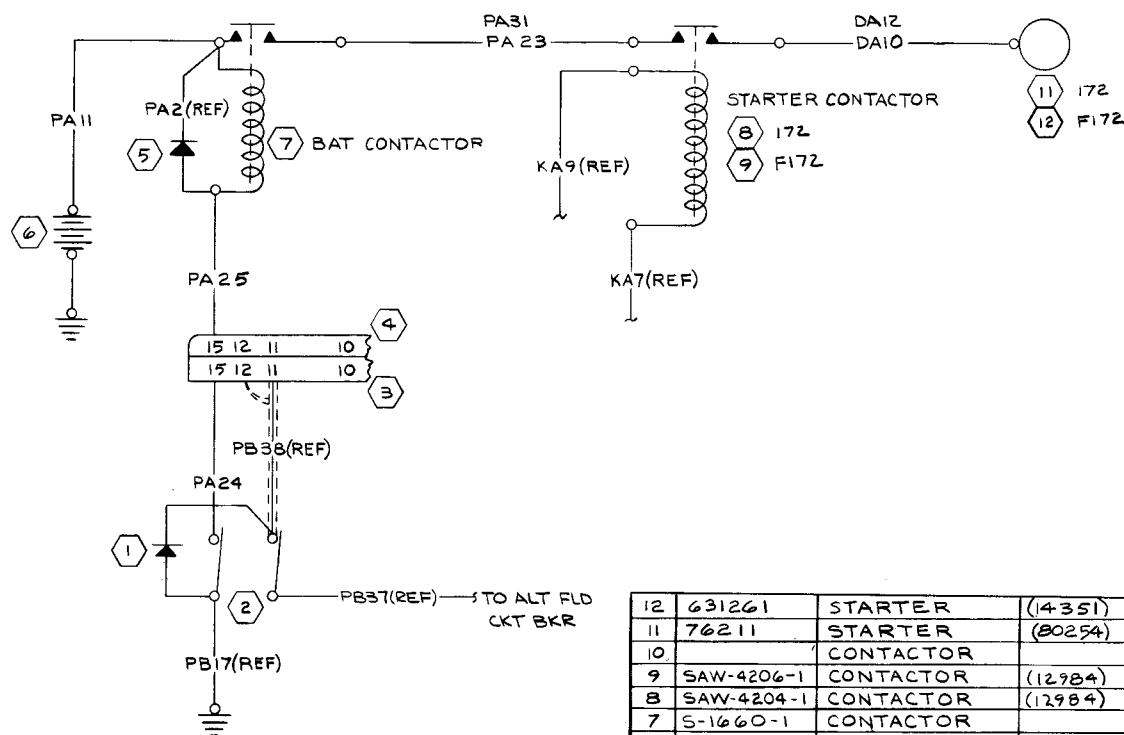 PA31
PA23
DA12
DA10
PA11
PA2(REF)
5
7 BAT CONTACTOR
KA9(REF)
STARTER CONTACTOR
8 172
9 F172
11 172
12 F172
6
KA7(REF)
PA25
4
15 12 11 10
15 12 11 10
3
PB38(REF)
PA24
1
2
PB37(REF) TO ALT FLD
CKT BKR
PB17(REF)
12 631261 STARTER (14351)
11 76211 STARTER (80254)
10 CONTACTOR
9 SAW-4206-1 CONTACTOR (12984)
8 SAW-4204-1 CONTACTOR (12984)
7 S-1660-1 CONTACTOR